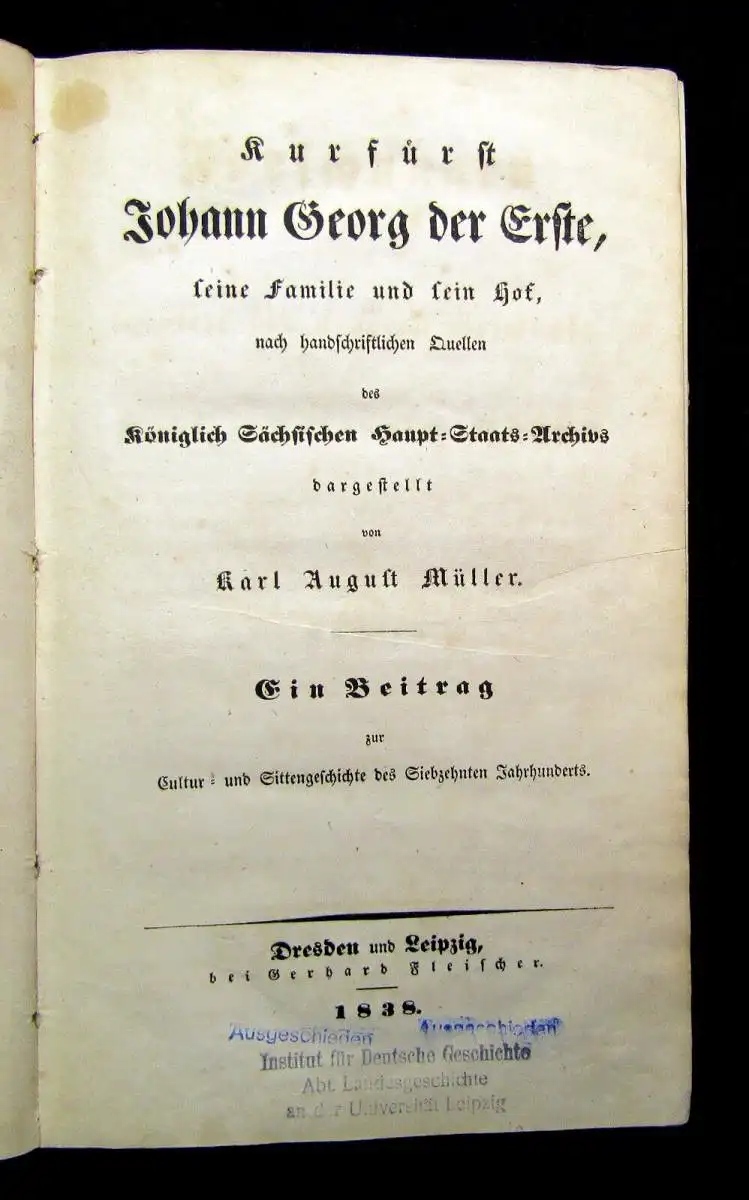 Kurfürst
Johann Georg der Erste,
seine Familie und sein Hof,
nach handschriftlichen Quellen
des
Königlich Sächsischen Haupt-Staats-Archivs
dargestellt
von
Karl August Müller.
Ein Beitrag
zur
Cultur- und Sittengeschichte des Siebzehnten Jahrhunderts.
Dresden und Leipzig,
bei Gerhard Fleischer.
1838.
Ausgeschieden Ausgeschieden
Institut für Deutsche Geschichte
Abt. Landesgeschichte
an der Universität Leipzig